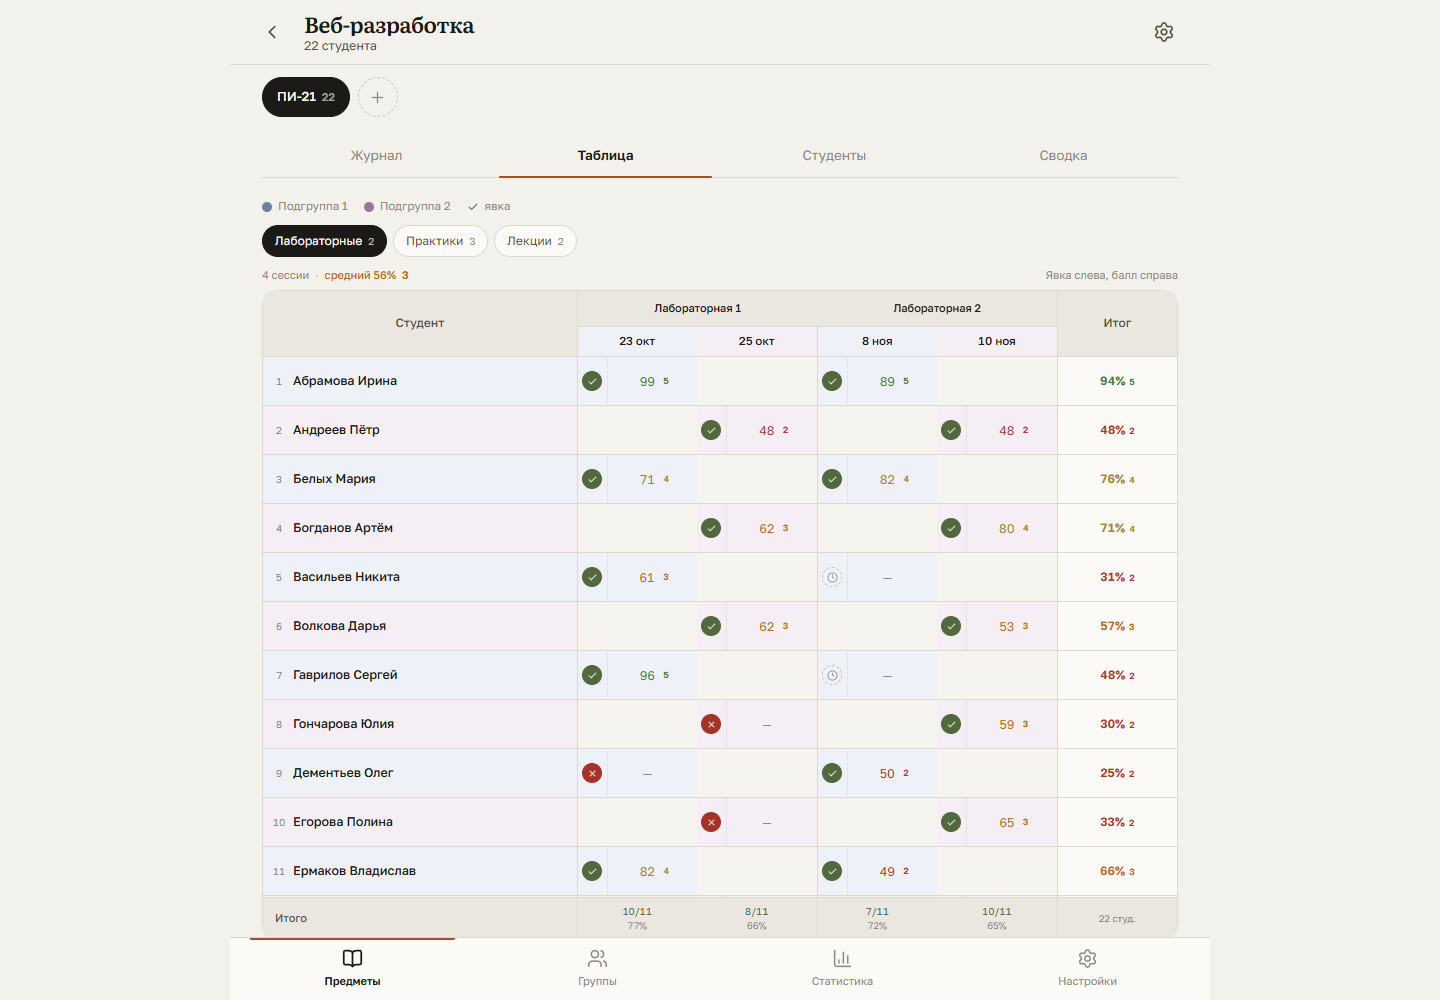 Веб-разработка
22 студента
ПИ-21 22
Журнал Таблица Студенты Сводка
Подгруппа 1 Подгруппа 2 явка
Лабораторные 2 Практики 3 Лекции 2
4 сессии · средний 56% 3 Явка слева, балл справа
Студент Лабораторная 1 Лабораторная 2 Итог
23 окт 25 окт 8 ноя 10 ноя
1 Абрамова Ирина 99 5 89 5 94% 5
2 Андреев Пётр 48 2 48 2 48% 2
3 Белых Мария 71 4 82 4 76% 4
4 Богданов Артём 62 3 80 4 71% 4
5 Васильев Никита 61 3 — 31% 2
6 Волкова Дарья 62 3 53 3 57% 3
7 Гаврилов Сергей 96 5 — 48% 2
8 Гончарова Юлия — 59 3 30% 2
9 Дементьев Олег — 50 2 25% 2
10 Егорова Полина — 65 3 33% 2
11 Ермаков Владислав 82 4 49 2 66% 3
Итого 10/11 8/11 7/11 10/11 22 студ.
77% 66% 72% 65%
Предметы Группы Статистика Настройки